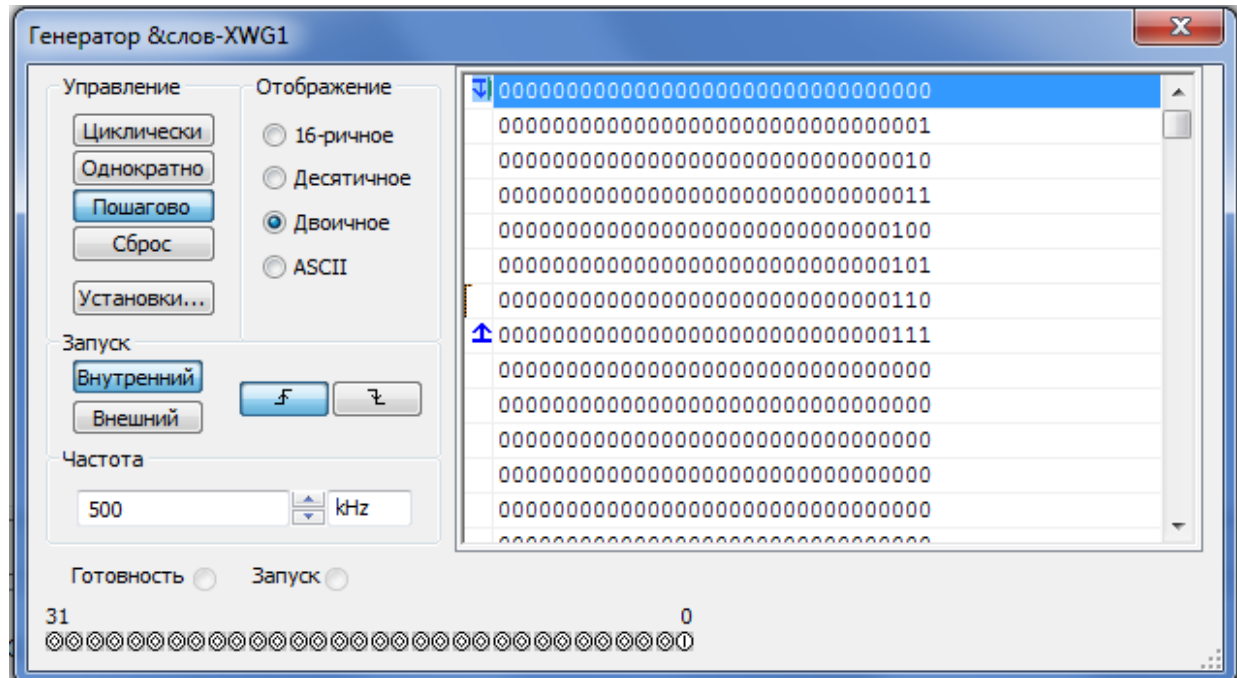 Генератор &слов-XWG1
Управление
Циклически
Однократно
Пошагово
Сброс
Установки...
Отображение
16-ричное
Десятичное
Двоичное
ASCII
Запуск
Внутренний
Внешний
Частота
500
kHz
00000000000000000000000000000000
00000000000000000000000000000001
00000000000000000000000000000010
00000000000000000000000000000011
00000000000000000000000000000100
00000000000000000000000000000101
00000000000000000000000000000110
00000000000000000000000000000111
00000000000000000000000000000000
00000000000000000000000000000000
00000000000000000000000000000000
00000000000000000000000000000000
00000000000000000000000000000000
00000000000000000000000000000000
Готовность
Запуск
31
0